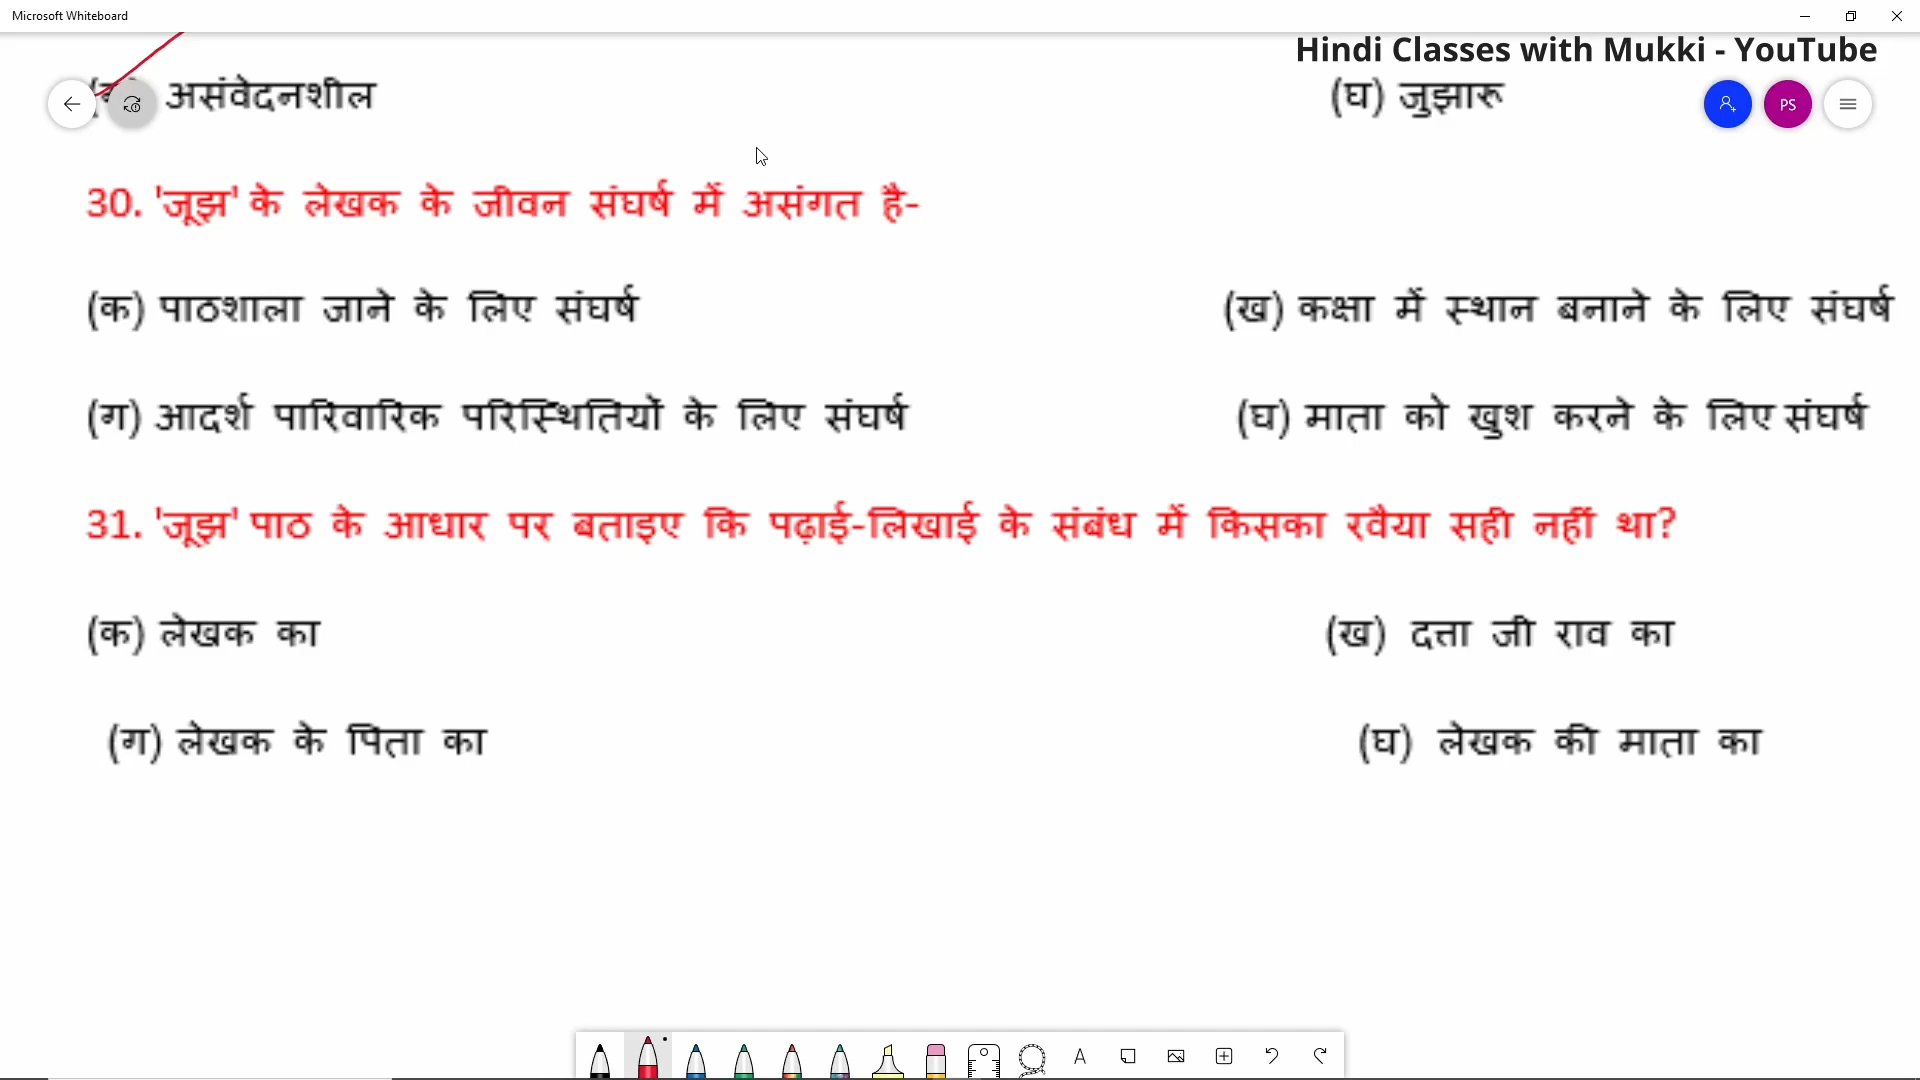 Microsoft Whiteboard
Hindi Classes with Mukki - YouTube
असंवेदनशील (घ) जुझारू
PS
30. 'जूझ' के लेखक के जीवन संघर्ष में असंगत है-
(क) पाठशाला जाने के लिए संघर्ष (ख) कक्षा में स्थान बनाने के लिए संघर्ष
(ग) आदर्श पारिवारिक परिस्थितियों के लिए संघर्ष (घ) माता को खुश करने के लिए संघर्ष
31. 'जूझ' पाठ के आधार पर बताइए कि पढ़ाई-लिखाई के संबंध में किसका रवैया सही नहीं था?
(क) लेखक का (ख) दत्ता जी राव का
(ग) लेखक के पिता का (घ) लेखक की माता का
A